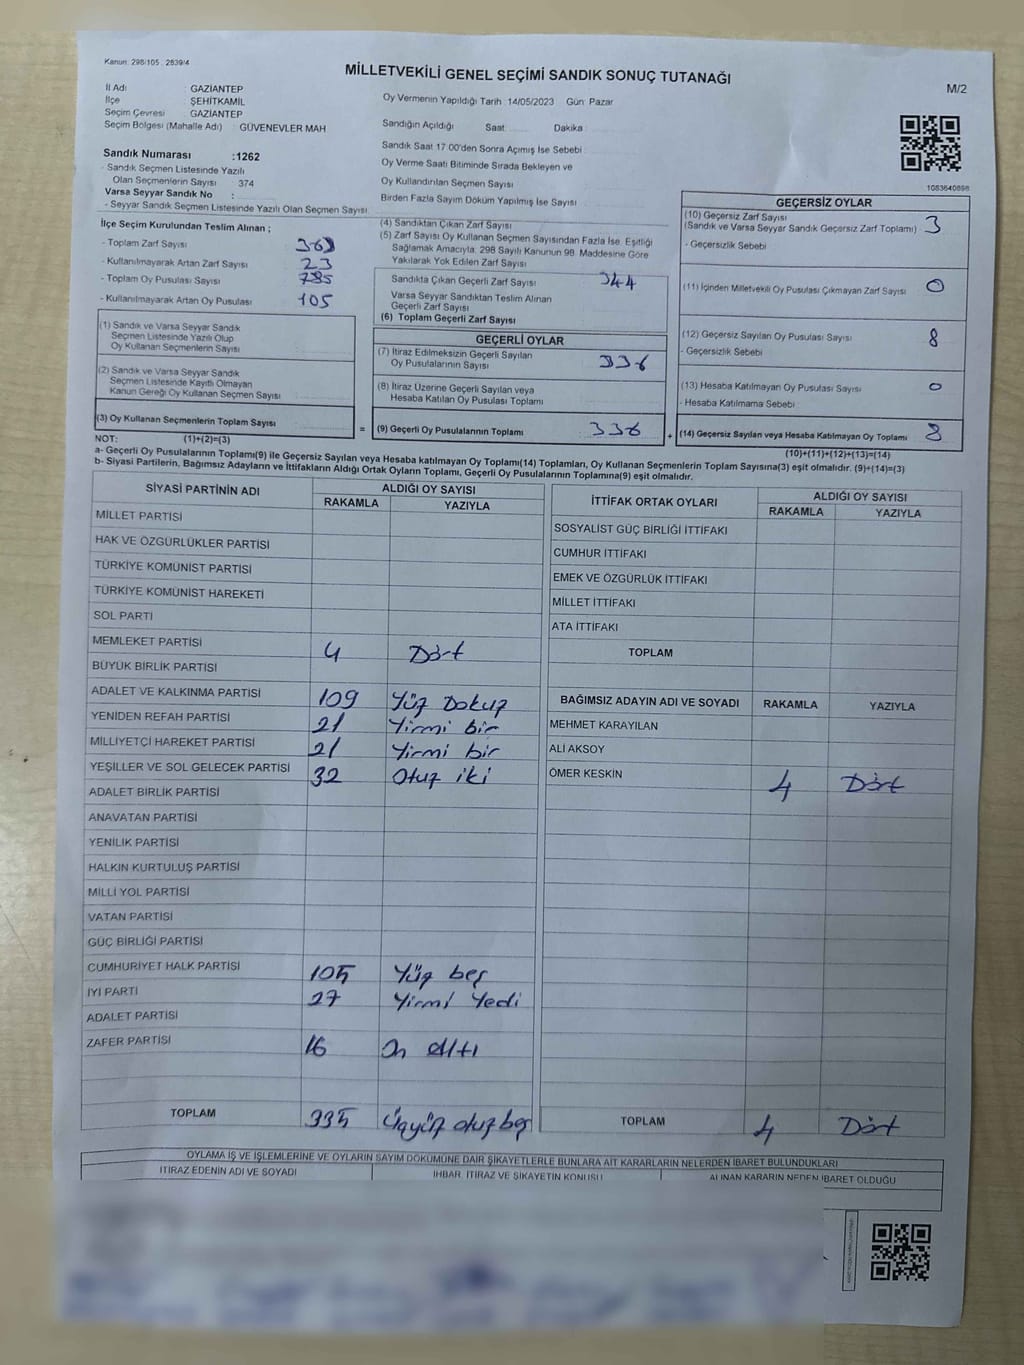 Kanun: 298/105 , 2839/4
MİLLETVEKİLİ GENEL SEÇİMİ SANDIK SONUÇ TUTANAĞI
M/2
İl Adı : GAZİANTEP
İlçe : ŞEHİTKAMİL
Seçim Çevresi : GAZİANTEP
Seçim Bölgesi (Mahalle Adı) : GÜVENEVLER MAH
Sandık Numarası :1262
- Sandık Seçmen Listesinde Yazılı
Olan Seçmenlerin Sayısı : 374
Varsa Seyyar Sandık No :
- Seyyar Sandık Seçmen Listesinde Yazılı Olan Seçmen Sayısı
Oy Vermenin Yapıldığı Tarih :14/05/2023 Gün: Pazar
Sandığın Açıldığı Saat: Dakika:
Sandık Saat 17:00'den Sonra Açımış İse Sebebi :
Oy Verme Saati Bitiminde Sırada Bekleyen ve
Oy Kullandırılan Seçmen Sayısı :
Birden Fazla Sayım Döküm Yapılmış İse Sayısı :
1083640898
İlçe Seçim Kurulundan Teslim Alınan ;
- Toplam Zarf Sayısı :
- Kullanılmayarak Artan Zarf Sayısı : 23
- Toplam Oy Pusulası Sayısı : 785
- Kullanılmayarak Artan Oy Pusulası : 105
(1) Sandık ve Varsa Seyyar Sandık
Seçmen Listesinde Yazılı Olup
Oy Kullanan Seçmenlerin Sayısı :
(2) Sandık ve Varsa Seyyar Sandık
Seçmen Listesinde Kayıtlı Olmayan
Kanun Gereği Oy Kullanan Seçmen Sayısı:
(3) Oy Kullanan Seçmenlerin Toplam Sayısı :
(4) Sandıktan Çıkan Zarf Sayısı :
(5) Zarf Sayısı Oy Kullanan Seçmen Sayısından Fazla İse, Eşitliği
Sağlamak Amacıyla; 298 Sayılı Kanunun 98. Maddesine Göre
Yakılarak Yok Edilen Zarf Sayısı :
Sandıkta Çıkan Geçerli Zarf Sayısı : 344
Varsa Seyyar Sandıktan Teslim Alınan
Geçerli Zarf Sayısı :
(6) Toplam Geçerli Zarf Sayısı :
GEÇERLİ OYLAR
(7) İtiraz Edilmeksizin Geçerli Sayılan
Oy Pusulalarının Sayısı : 336
(8) İtiraz Üzerine Geçerli Sayılan veya
Hesaba Katılan Oy Pusulası Toplamı :
= (9) Geçerli Oy Pusulalarının Toplamı : 336
GEÇERSİZ OYLAR
(10) Geçersiz Zarf Sayısı
(Sandık ve Varsa Seyyar Sandık Geçersiz Zarf Toplamı) : 3
- Geçersizlik Sebebi :
(11) İçinden Milletvekili Oy Pusulası Çıkmayan Zarf Sayısı : 0
(12) Geçersiz Sayılan Oy Pusulası Sayısı : 8
- Geçersizlik Sebebi :
(13) Hesaba Katılmayan Oy Pusulası Sayısı : 0
- Hesaba Katılmama Sebebi :
+ (14) Geçersiz Sayılan veya Hesaba Katılmayan Oy Toplamı : 8
NOT: (1)+(2)=(3)
(10)+(11)+(12)+(13)=(14)
a- Geçerli Oy Pusulalarının Toplamı(9) ile Geçersiz Sayılan veya Hesaba katılmayan Oy Toplamı(14) Toplamları, Oy Kullanan Seçmenlerin Toplam Sayısına(3) eşit olmalıdır. (9)+(14)=(3)
b- Siyasi Partilerin, Bağımsız Adayların ve İttifakların Aldığı Ortak Oyların Toplamı, Geçerli Oy Pusulalarının Toplamına(9) eşit olmalıdır.
SİYASİ PARTİNİN ADI ALDIĞI OY SAYISI
RAKAMLA YAZIYLA
MİLLET PARTİSİ
HAK VE ÖZGÜRLÜKLER PARTİSİ
TÜRKİYE KOMÜNİST PARTİSİ
TÜRKİYE KOMÜNİST HAREKETİ
SOL PARTİ
MEMLEKET PARTİSİ 4 Dört
BÜYÜK BİRLİK PARTİSİ
ADALET VE KALKINMA PARTİSİ 109 Yüz Dokuz
YENİDEN REFAH PARTİSİ 21 Yirmi bir
MİLLİYETÇİ HAREKET PARTİSİ 21 Yirmi bir
YEŞİLLER VE SOL GELECEK PARTİSİ 32 Otuz iki
ADALET BİRLİK PARTİSİ
ANAVATAN PARTİSİ
YENİLİK PARTİSİ
HALKIN KURTULUŞ PARTİSİ
MİLLİ YOL PARTİSİ
VATAN PARTİSİ
GÜÇ BİRLİĞİ PARTİSİ
CUMHURİYET HALK PARTİSİ 105 Yüz beş
İYİ PARTİ 27 Yirmi Yedi
ADALET PARTİSİ
ZAFER PARTİSİ 16 On altı
TOPLAM 335 Üçyüz otuz beş
İTTİFAK ORTAK OYLARI ALDIĞI OY SAYISI
RAKAMLA YAZIYLA
SOSYALİST GÜÇ BİRLİĞİ İTTİFAKI
CUMHUR İTTİFAKI
EMEK VE ÖZGÜRLÜK İTTİFAKI
MİLLET İTTİFAKI
ATA İTTİFAKI
TOPLAM
BAĞIMSIZ ADAYIN ADI VE SOYADI RAKAMLA YAZIYLA
MEHMET KARAYILAN
ALİ AKSOY
ÖMER KESKİN 4 Dört
TOPLAM 4 Dört
OYLAMA İŞ VE İŞLEMLERİNE VE OYLARIN SAYIM DÖKÜMÜNE DAİR ŞİKAYETLERLE BUNLARA AİT KARARLARIN NELERDEN İBARET BULUNDUKLARI
İTİRAZ EDENİN ADI VE SOYADI İHBAR, İTİRAZ VE ŞİKAYETİN KONUSU ALINAN KARARIN NEDEN İBARET OLDUĞU